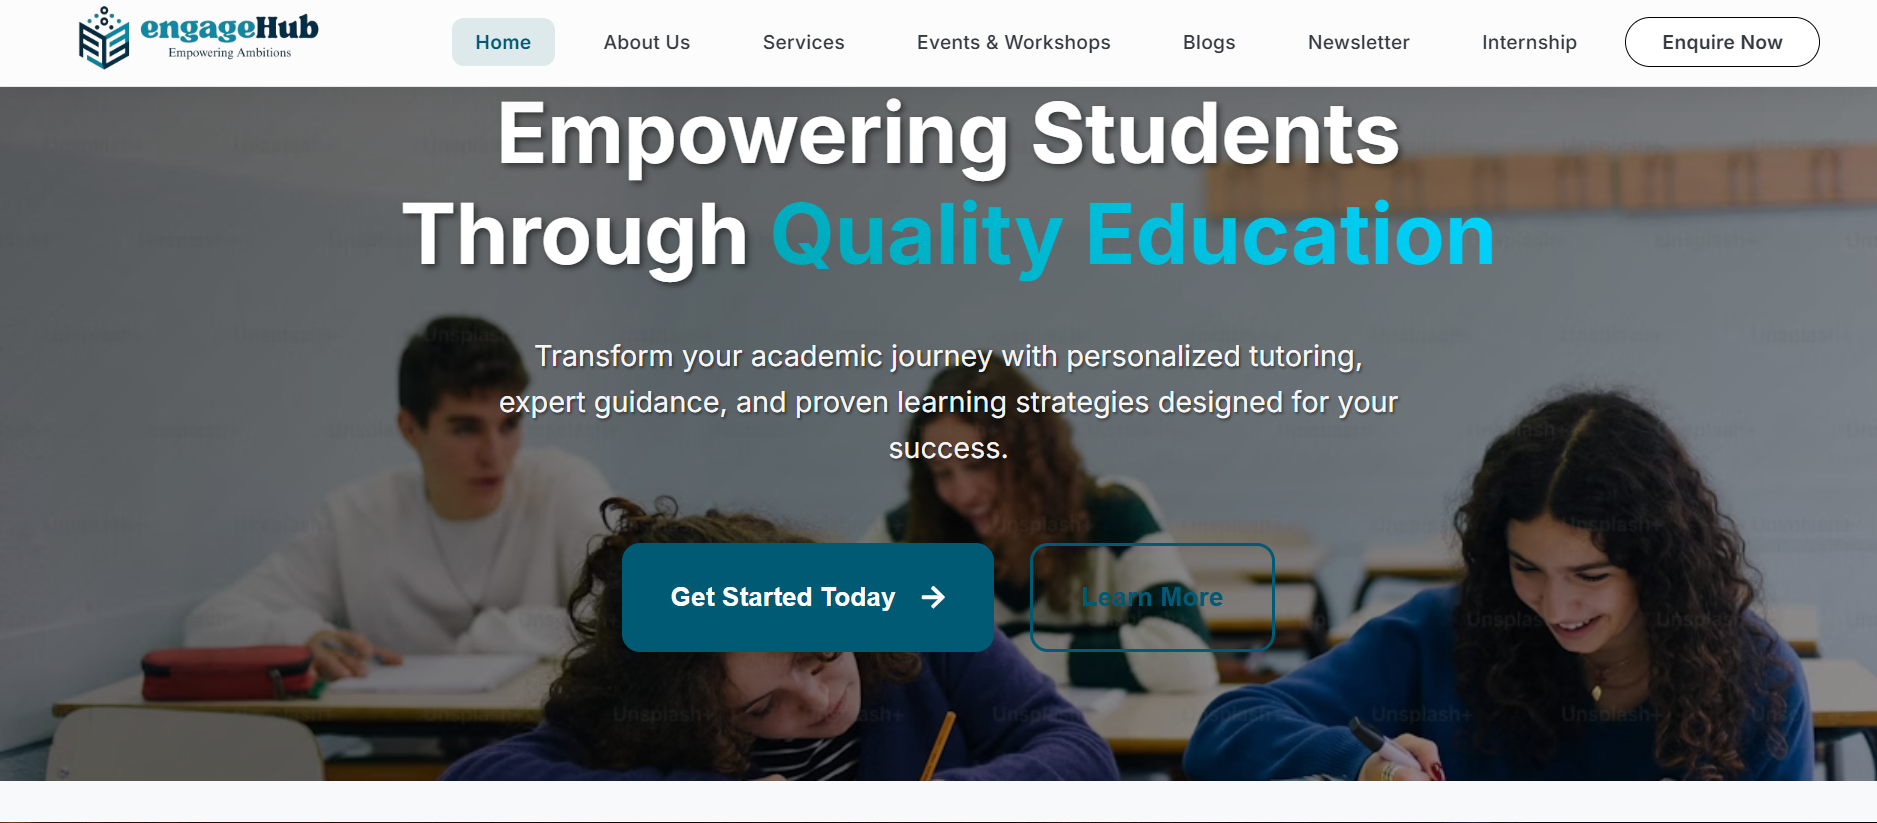 engageHub
Empowering Ambitions
Home
About Us
Services
Events & Workshops
Blogs
Newsletter
Internship
Enquire Now
Empowering Students
Through Quality Education
Transform your academic journey with personalized tutoring,
expert guidance, and proven learning strategies designed for your
success.
Get Started Today →
Learn More
Unsplash+